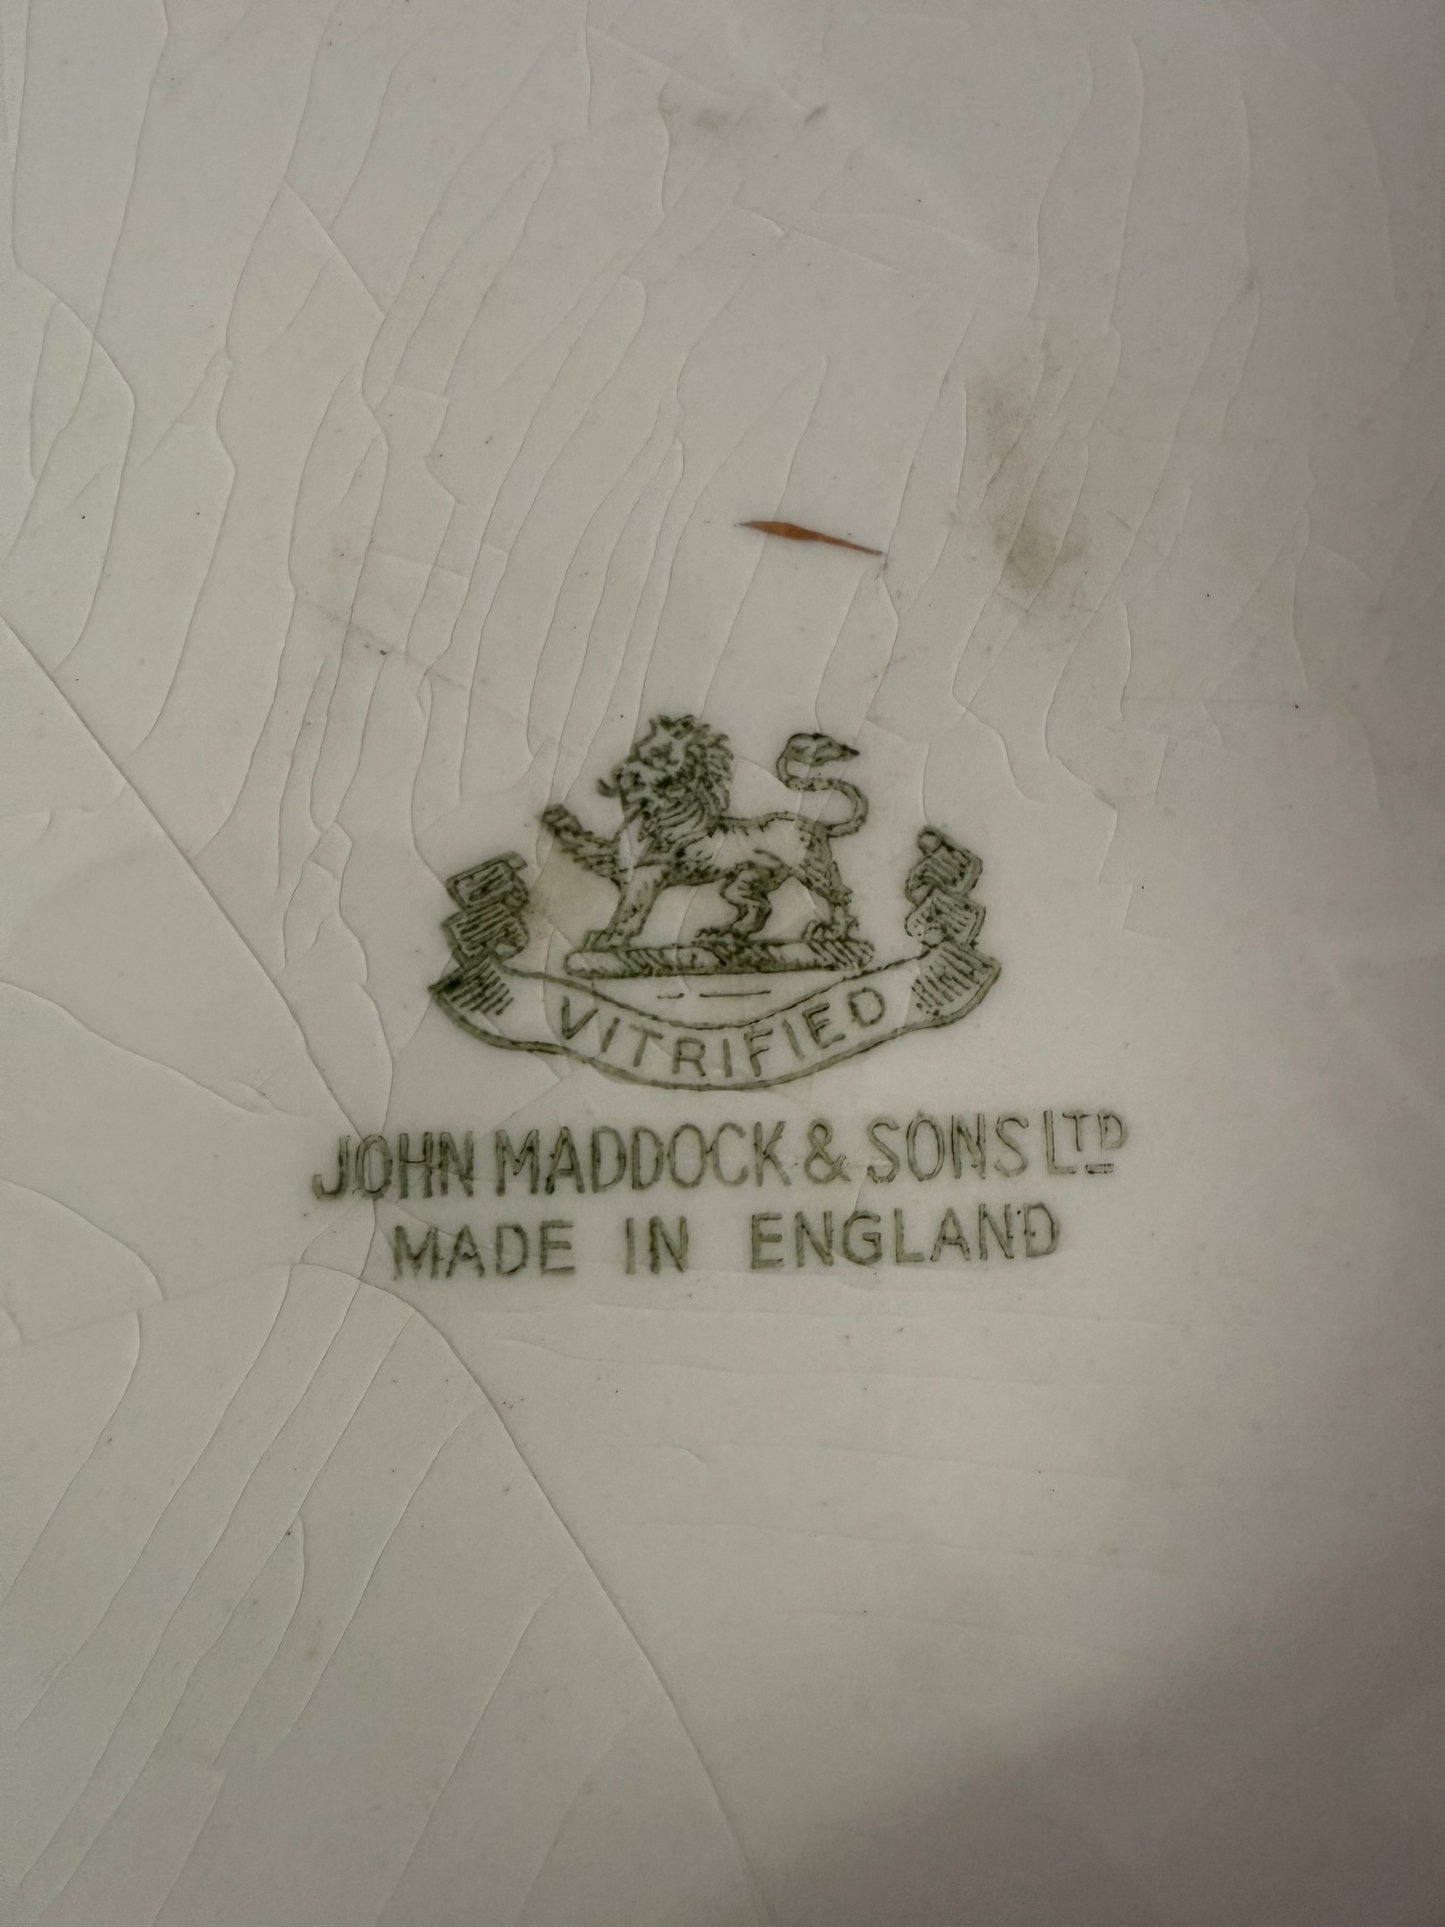 VITRIFIED
JOHN MADDOCK & SONS LTD
MADE IN ENGLAND